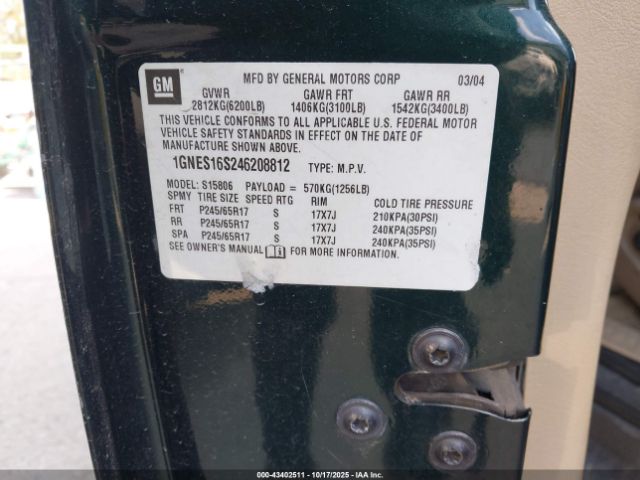 GM
MFD BY GENERAL MOTORS CORP 03/04
GVWR GAWR FRT GAWR RR
2812KG(6200LB) 1406KG(3100LB) 1542KG(3400LB)
THIS VEHICLE CONFORMS TO ALL APPLICABLE U.S. FEDERAL MOTOR
VEHICLE SAFETY STANDARDS IN EFFECT ON THE DATE OF
MANUFACTURE SHOWN ABOVE.
1GNES16S246208812 TYPE: M.P.V.
MODEL: S15806 PAYLOAD = 570KG(1256LB)
SPMY TIRE SIZE SPEED RTG RIM COLD TIRE PRESSURE
FRT P245/65R17 S 17X7J 210KPA(30PSI)
RR P245/65R17 S 17X7J 240KPA(35PSI)
SPA P245/65R17 S 17X7J 240KPA(35PSI)
SEE OWNER'S MANUAL FOR MORE INFORMATION.
000-43402511 - 10/17/2025 - IAAI.COM